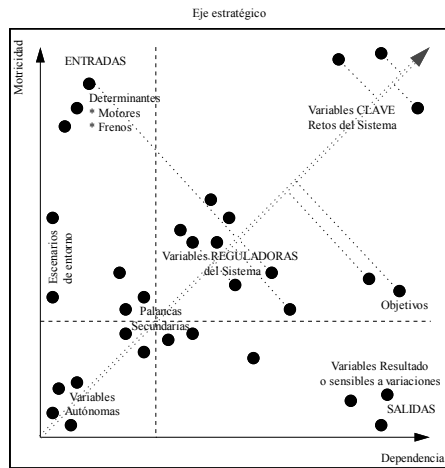 Eje estratégico
Motricidad
ENTRADAS
Determinantes
* Motores
* Frenos
Variables CLAVE
Retos del Sistema
Escenarios
de entorno
Variables REGULADORAS
del Sistema
Palancas
Secundarias
Objetivos
Variables
Autónomas
Variables Resultado
o sensibles a variaciones
SALIDAS
Dependencia